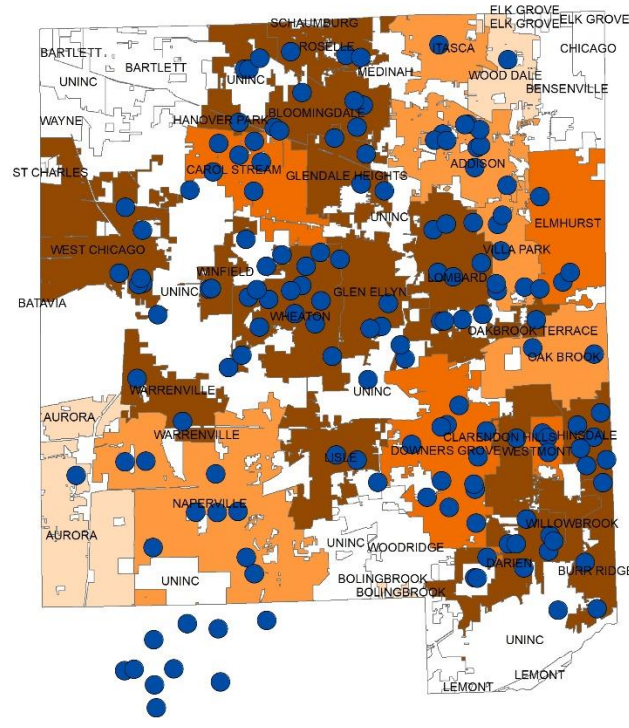 ELK GROVE
SCHAUMBURG
ELK GROVE
ELK GROVE
BARTLETT
ROSELLE
ITASCA
CHICAGO
BARTLETT
MEDINAH
UNINC
UNINC
WOOD DALE
BENSENVILLE
BLOOMINGDALE
WAYNE
HANOVER PARK
ADDISON
ST CHARLES
CAROL STREAM
GLENDALE HEIGHTS
UNINC
ELMHURST
WEST CHICAGO
VILLA PARK
WINFIELD
LOMBARD
UNINC
GLEN ELLYN
BATAVIA
WHEATON
OAKBROOK TERRACE
OAK BROOK
WARRENVILLE
UNINC
AURORA
WARRENVILLE
CLARENDON HILLS
HINSDALE
DOWNERS GROVE
WESTMONT
LISLE
NAPERVILLE
WILLOWBROOK
AURORA
UNINC
WOODRIDGE
DARIEN
BURR RIDGE
UNINC
BOLINGBROOK
BOLINGBROOK
UNINC
LEMONT
LEMONT